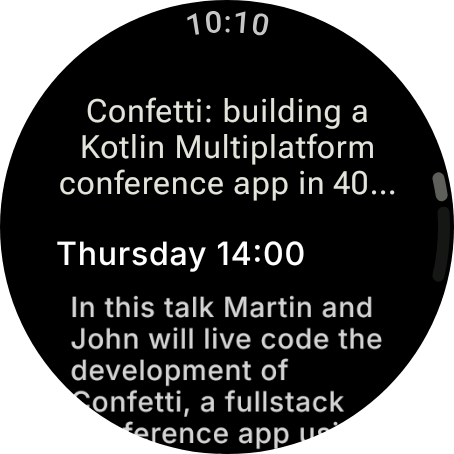 10:10
Confetti: building a
Kotlin Multiplatform
conference app in 40...
Thursday 14:00
In this talk Martin and
John will live code the
development of
Confetti, a fullstack
conference app